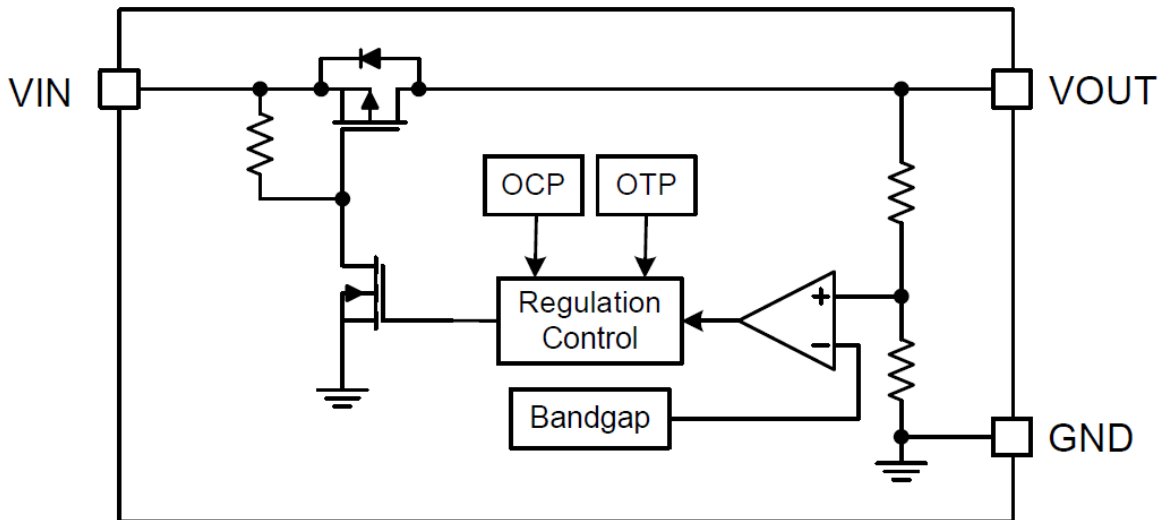 VIN
VOUT
OCP
OTP
Regulation
Control
+
−
Bandgap
GND